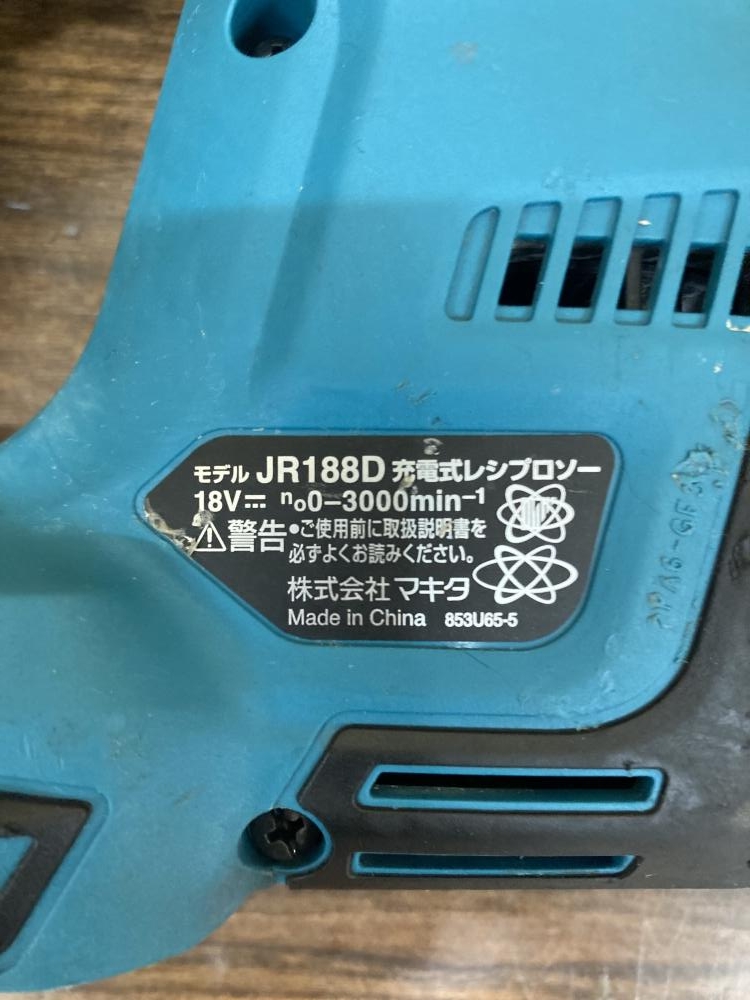 モデル JR188D 充電式レシプロソー
18V⎓ n₀0−3000min⁻¹
⚠警告 •ご使用前に取扱説明書を
必ずよくお読みください。
株式会社 マキタ
Made in China 853U65-5
>PA6-GF3